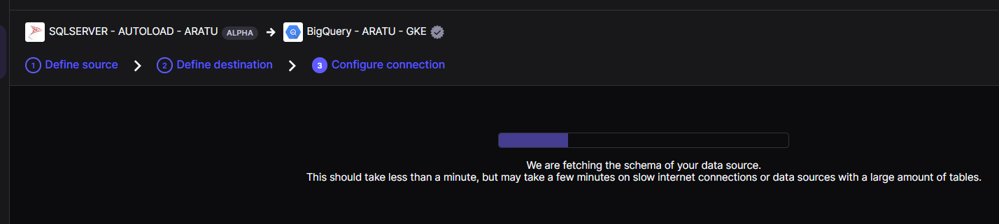 SQLSERVER - AUTOLOAD - ARATU ALPHA BigQuery - ARATU - GKE
1 Define source 2 Define destination 3 Configure connection
We are fetching the schema of your data source.
This should take less than a minute, but may take a few minutes on slow internet connections or data sources with a large amount of tables.